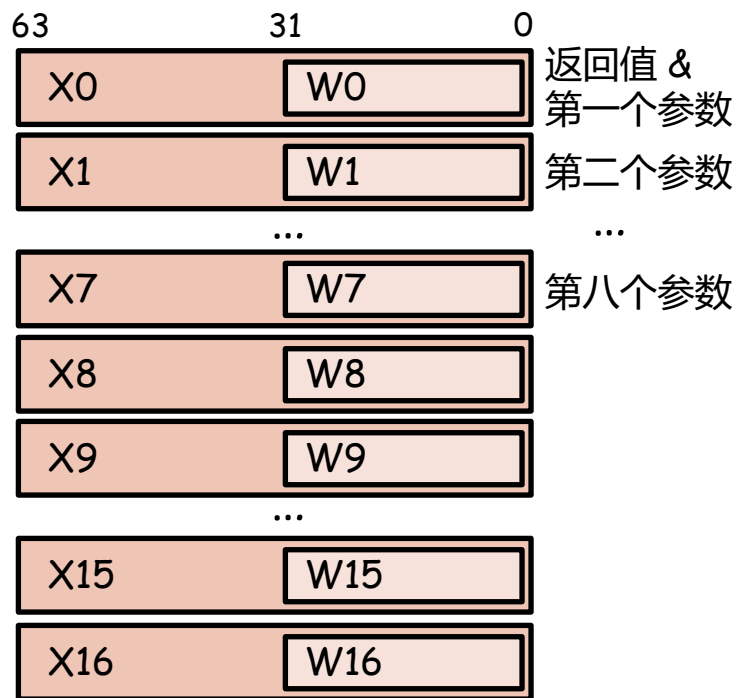 63 31 0
X0 W0 返回值 &
第一个参数
X1 W1 第二个参数
... ...
X7 W7 第八个参数
X8 W8
X9 W9
...
X15 W15
X16 W16